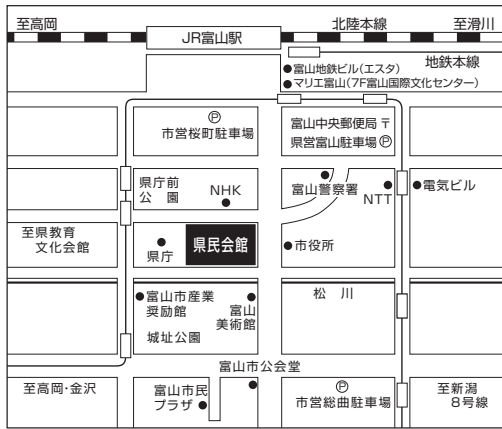 至高岡
北陸本線
至滑川
JR富山駅
地鉄本線
●富山地鉄ビル(エスタ)
●マリエ富山(7F富山国際文化センター)
Ⓟ
市営桜町駐車場
富山中央郵便局〒
県営富山駐車場Ⓟ
県庁前
公園
NHK
富山警察署
NTT
電気ビル
至県教育
文化会館
県庁
県民会館
市役所
富山市産業
奨励館
富山
美術館
松川
城址公園
富山市公会堂
至高岡・金沢
富山市民
プラザ
Ⓟ
市営総曲駐車場
至新潟
8号線